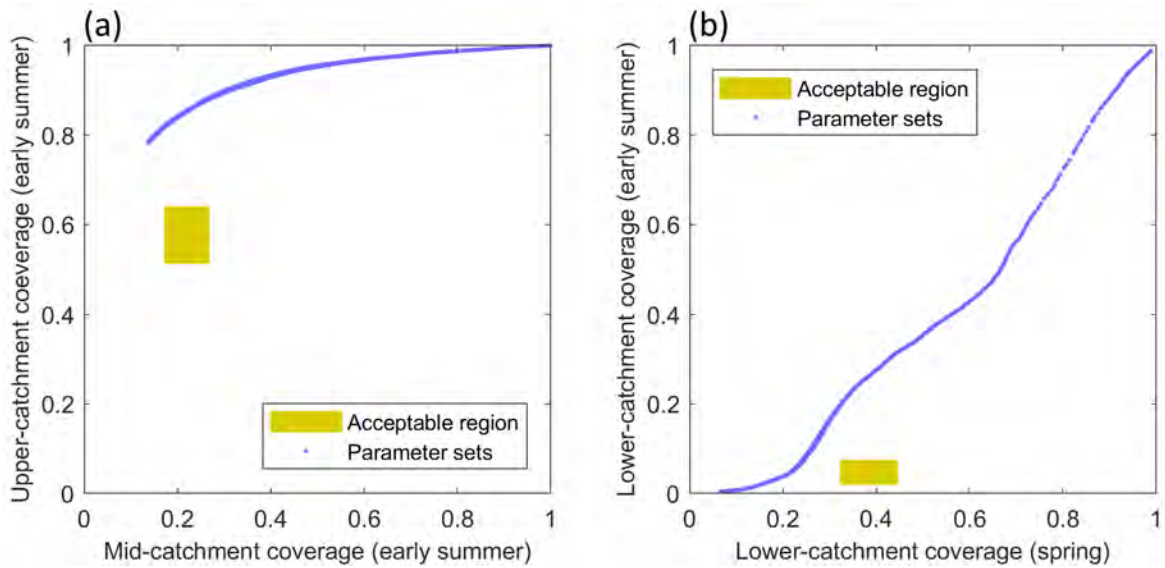 (a)
1
0.8
0.6
0.4
0.2
0
Upper-catchment coeverage (early summer)
Acceptable region
Parameter sets
0 0.2 0.4 0.6 0.8 1
Mid-catchment coverage (early summer)
(b)
1
0.8
0.6
0.4
0.2
0
Lower-catchment coverage (early summer)
Acceptable region
Parameter sets
0 0.2 0.4 0.6 0.8 1
Lower-catchment coverage (spring)